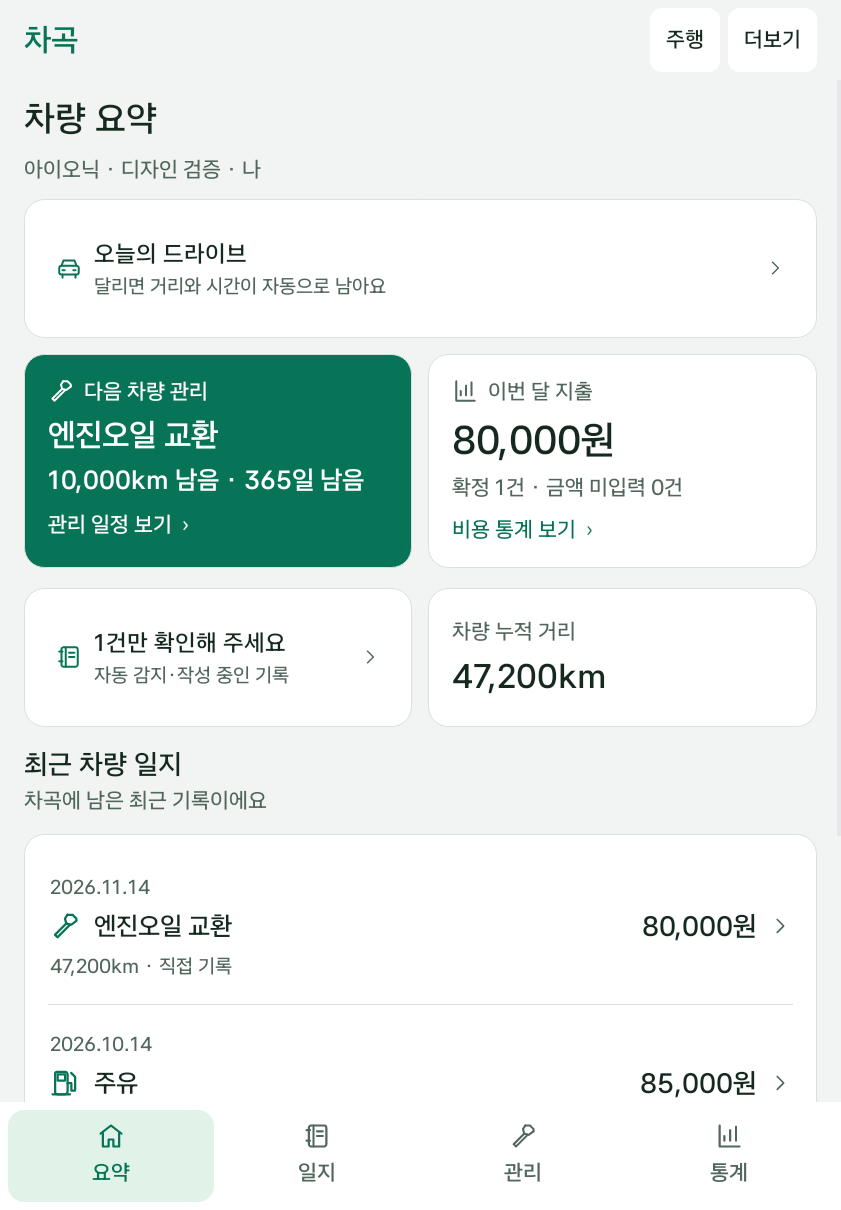 차곡
주행
더보기
차량 요약
아이오닉 · 디자인 검증 · 나
오늘의 드라이브
달리면 거리와 시간이 자동으로 남아요
다음 차량 관리
엔진오일 교환
10,000km 남음 · 365일 남음
관리 일정 보기 ›
이번 달 지출
80,000원
확정 1건 · 금액 미입력 0건
비용 통계 보기 ›
1건만 확인해 주세요
자동 감지·작성 중인 기록
차량 누적 거리
47,200km
최근 차량 일지
차곡에 남은 최근 기록이에요
2026.11.14
엔진오일 교환
80,000원
47,200km · 직접 기록
2026.10.14
주유
85,000원
요약
일지
관리
통계